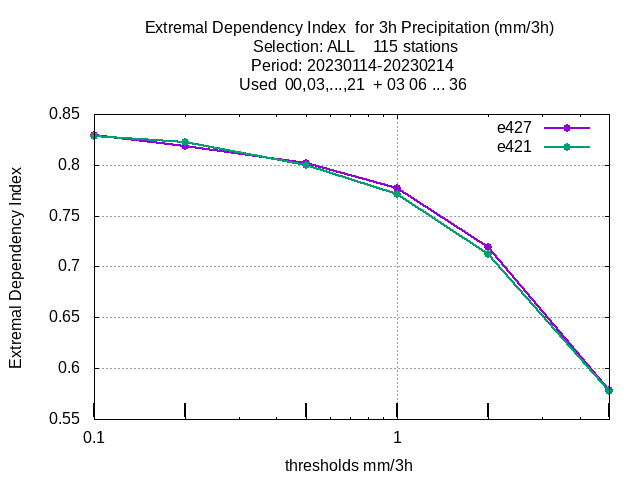 Extremal Dependency Index  for 3h Precipitation (mm/3h)
Selection: ALL    115 stations
Period: 20230114-20230214
Used  00,03,...,21  + 03 06 ... 36
e427
e421
0.85
0.8
0.75
0.7
0.65
0.6
0.55
Extremal Dependency Index
0.1
1
thresholds mm/3h